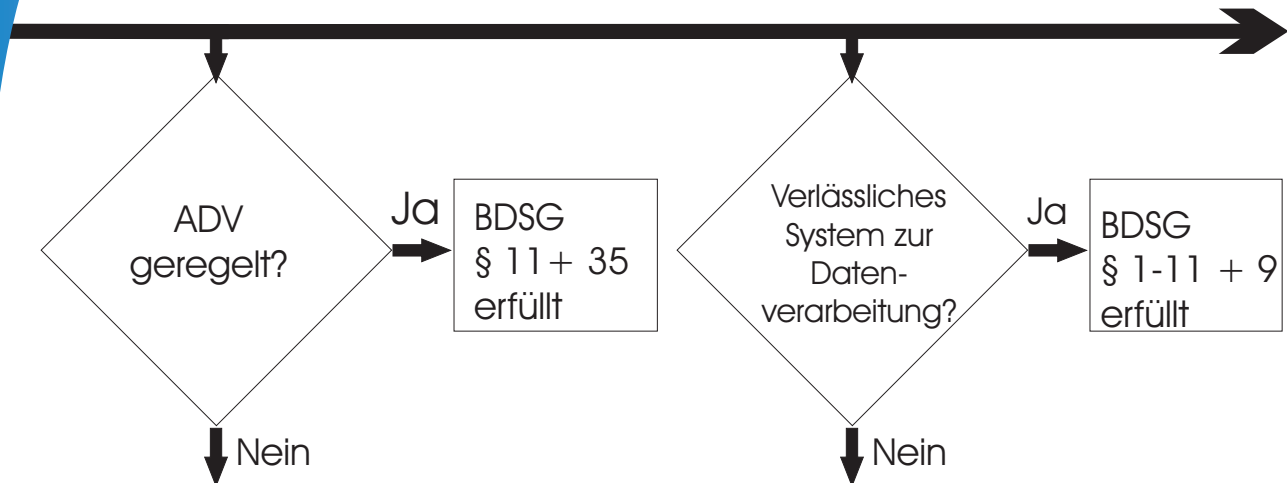 ADV
geregelt?
Ja
BDSG
§ 11+ 35
erfüllt
Nein
Verlässliches
System zur
Daten-
verarbeitung?
Ja
BDSG
§ 1-11 + 9
erfüllt
Nein